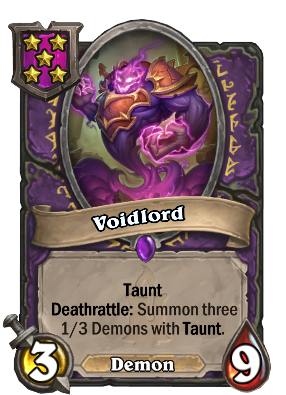 Voidlord
Taunt
Deathrattle: Summon three
1/3 Demons with Taunt.
3
Demon
9